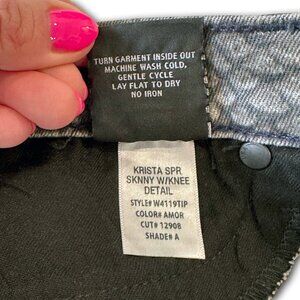 TURN GARMENT INSIDE OUT
MACHINE WASH COLD,
GENTLE CYCLE
LAY FLAT TO DRY
NO IRON
KRISTA SPR
SKNNY W/KNEE
DETAIL
STYLE# W4119TIP
COLOR# AMOR
CUT# 12908
SHADE# A